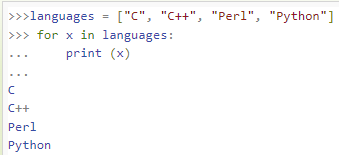 >>>languages = ["C", "C++", "Perl", "Python"]
>>> for x in languages:
...     print (x)
...
C
C++
Perl
Python